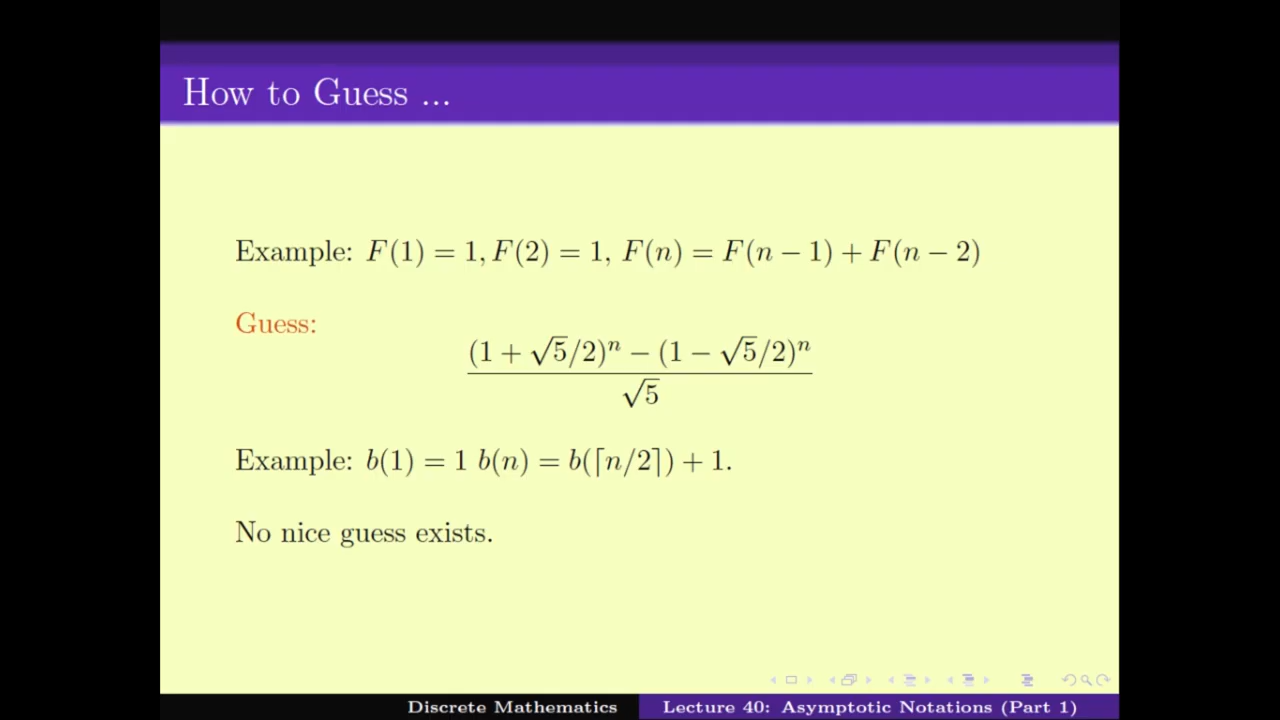 How to Guess ...
Example: F(1) = 1, F(2) = 1, F(n) = F(n − 1) + F(n − 2)
Guess:
(1 + √5/2)ⁿ − (1 − √5/2)ⁿ
√5
Example: b(1) = 1 b(n) = b(⌈n/2⌉) + 1.
No nice guess exists.
Discrete Mathematics
Lecture 40: Asymptotic Notations (Part 1)